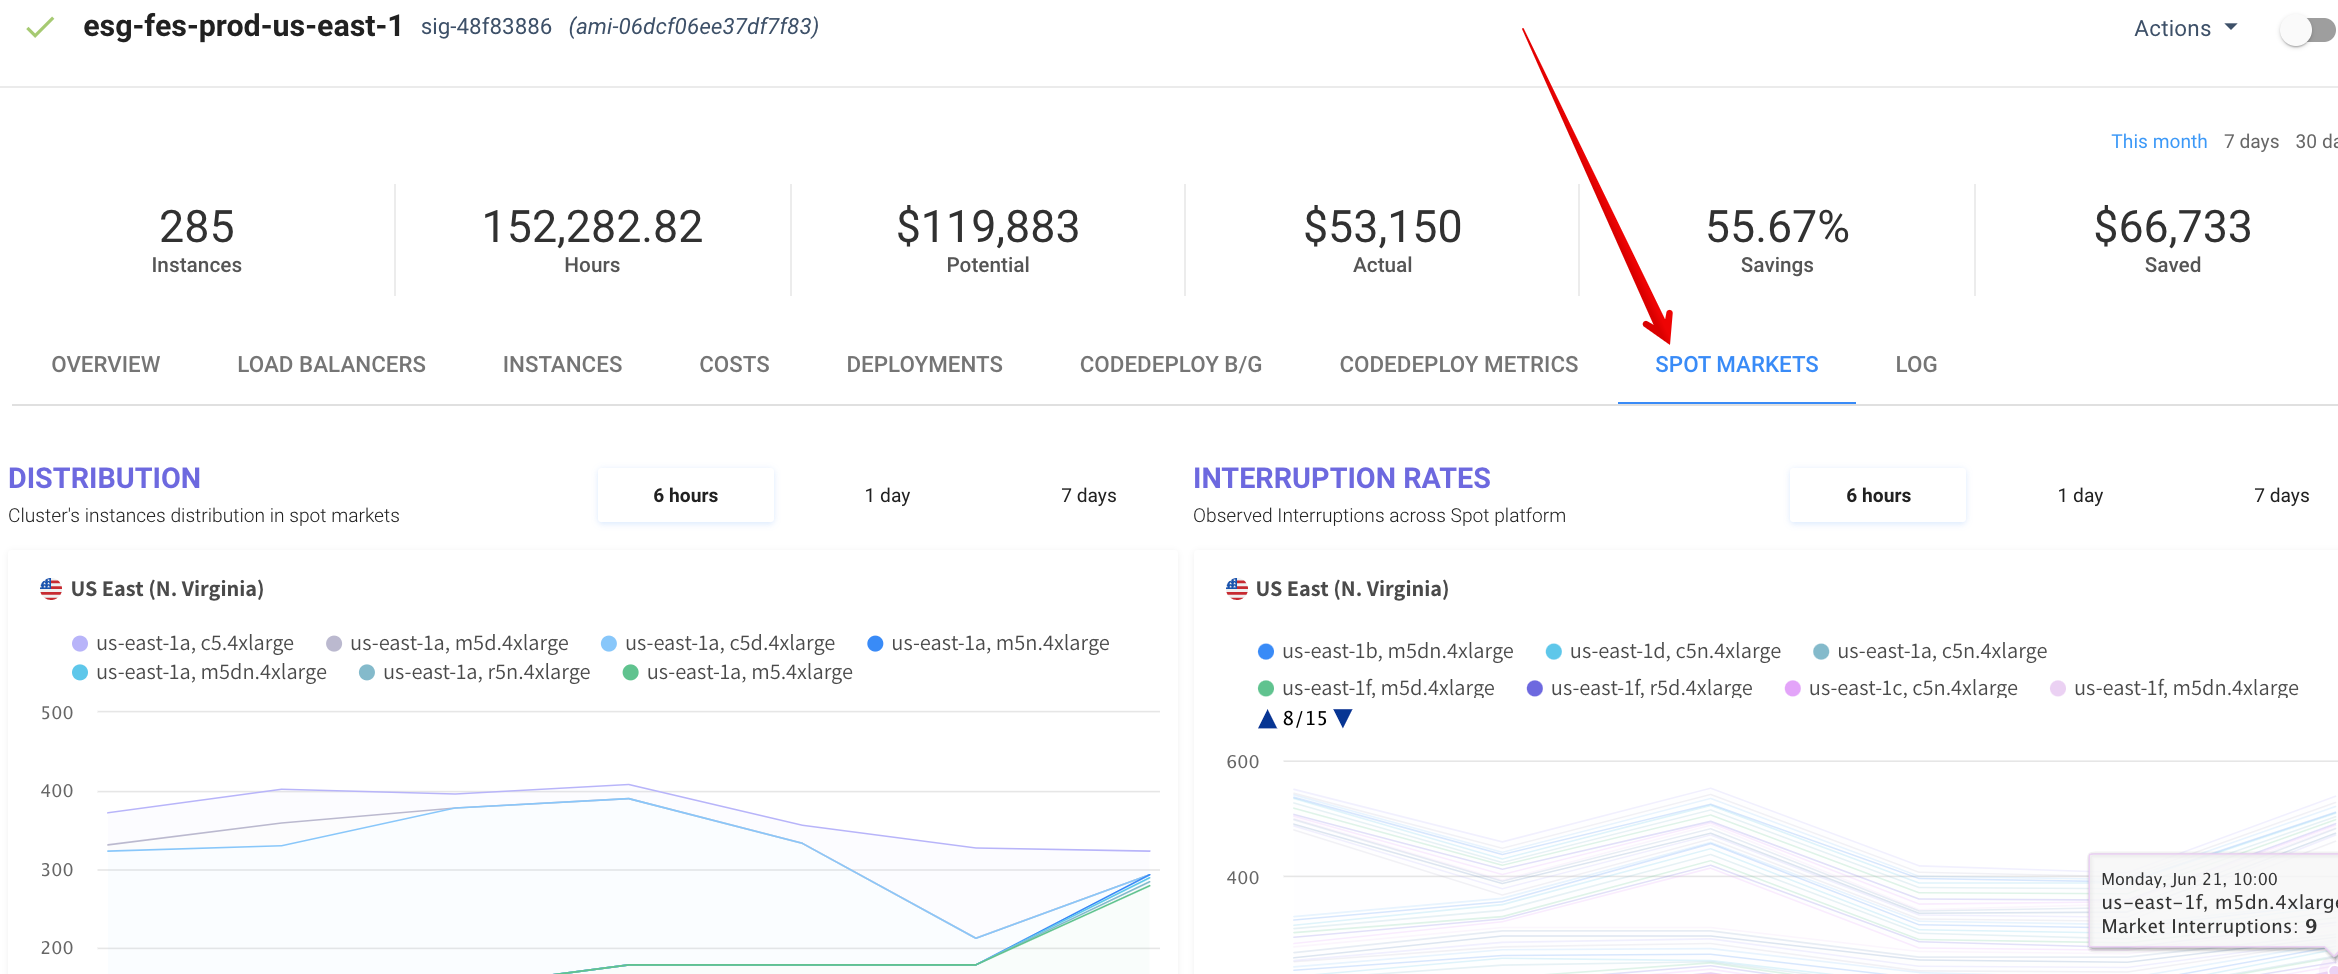 esg-fes-prod-us-east-1 sig-48f83886 (ami-06dcf06ee37df7f83) Actions
This month 7 days 30 da
285 152,282.82 $119,883 $53,150 55.67% $66,733
Instances Hours Potential Actual Savings Saved
OVERVIEW LOAD BALANCERS INSTANCES COSTS DEPLOYMENTS CODEDEPLOY B/G CODEDEPLOY METRICS SPOT MARKETS LOG
DISTRIBUTION
Cluster's instances distribution in spot markets
6 hours 1 day 7 days
US East (N. Virginia)
us-east-1a, c5.4xlarge us-east-1a, m5d.4xlarge us-east-1a, c5d.4xlarge us-east-1a, m5n.4xlarge
us-east-1a, m5dn.4xlarge us-east-1a, r5n.4xlarge us-east-1a, m5.4xlarge
500
400
300
200
INTERRUPTION RATES
Observed Interruptions across Spot platform
6 hours 1 day 7 days
US East (N. Virginia)
us-east-1b, m5dn.4xlarge us-east-1d, c5n.4xlarge us-east-1a, c5n.4xlarge
us-east-1f, m5d.4xlarge us-east-1f, r5d.4xlarge us-east-1c, c5n.4xlarge us-east-1f, m5dn.4xlarge
8/15
600
400
Monday, Jun 21, 10:00
us-east-1f, m5dn.4xlarge
Market Interruptions: 9